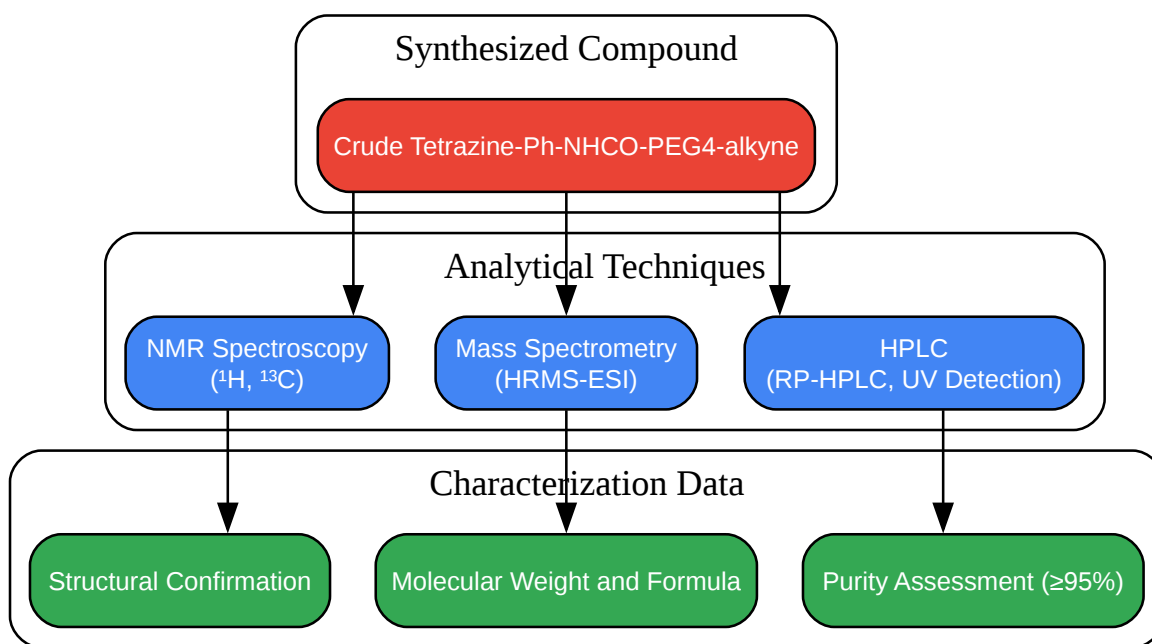 Synthesized Compound
Crude Tetrazine-Ph-NHCO-PEG4-alkyne
Analytical Techniques
NMR Spectroscopy
(¹H, ¹³C)
Mass Spectrometry
(HRMS-ESI)
HPLC
(RP-HPLC, UV Detection)
Characterization Data
Structural Confirmation
Molecular Weight and Formula
Purity Assessment (≥95%)